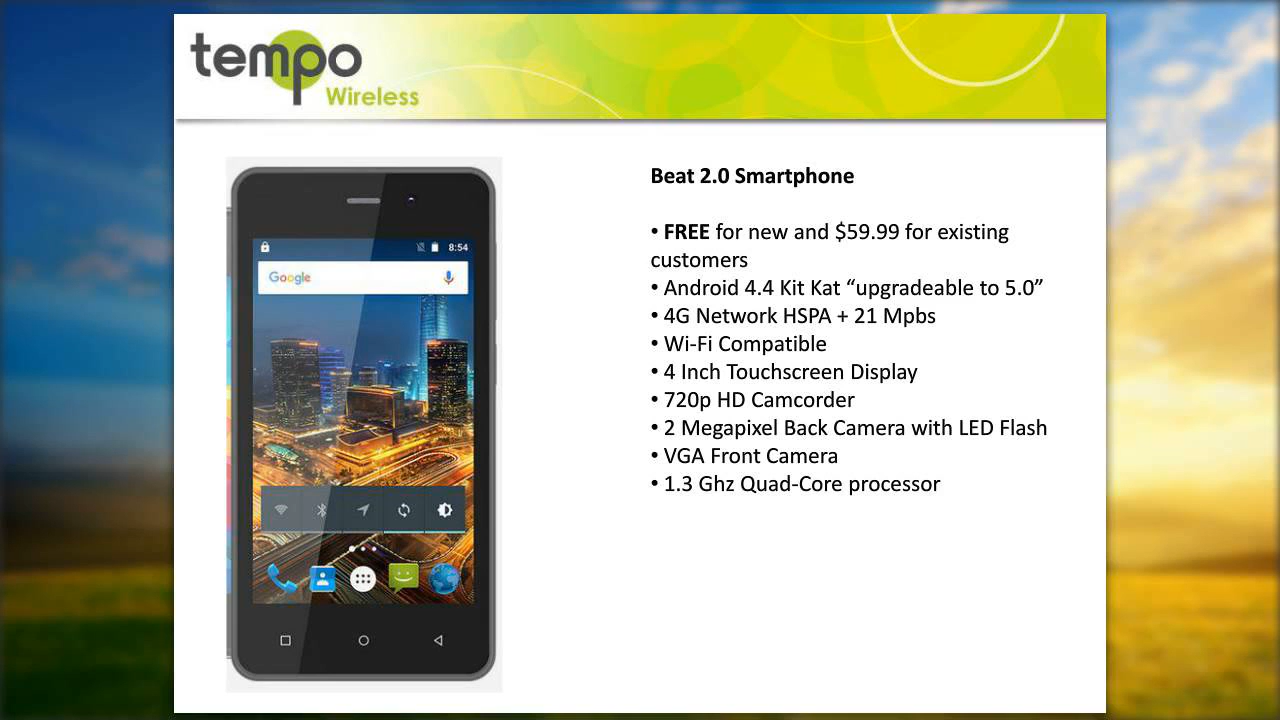 tempo
Wireless
8:54
Google
Beat 2.0 Smartphone
• FREE for new and $59.99 for existing
customers
• Android 4.4 Kit Kat “upgradeable to 5.0”
• 4G Network HSPA + 21 Mpbs
• Wi-Fi Compatible
• 4 Inch Touchscreen Display
• 720p HD Camcorder
• 2 Megapixel Back Camera with LED Flash
• VGA Front Camera
• 1.3 Ghz Quad-Core processor